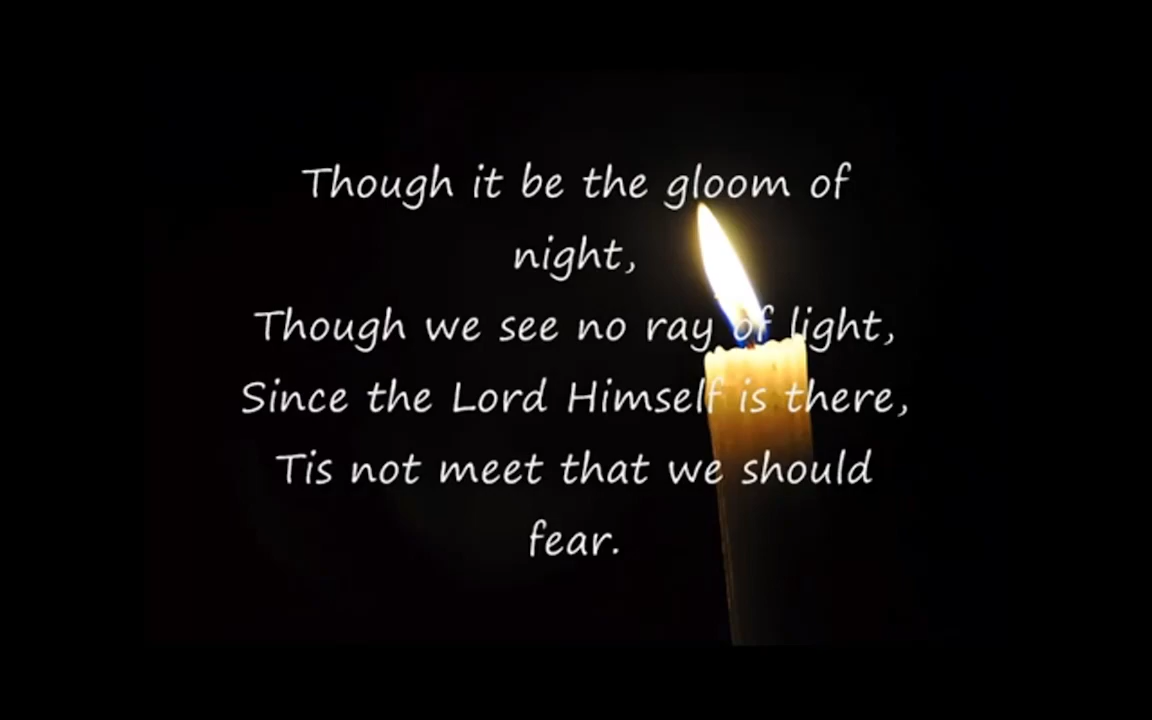 Though it be the gloom of
night,
Though we see no ray of light,
Since the Lord Himself is there,
Tis not meet that we should
fear.